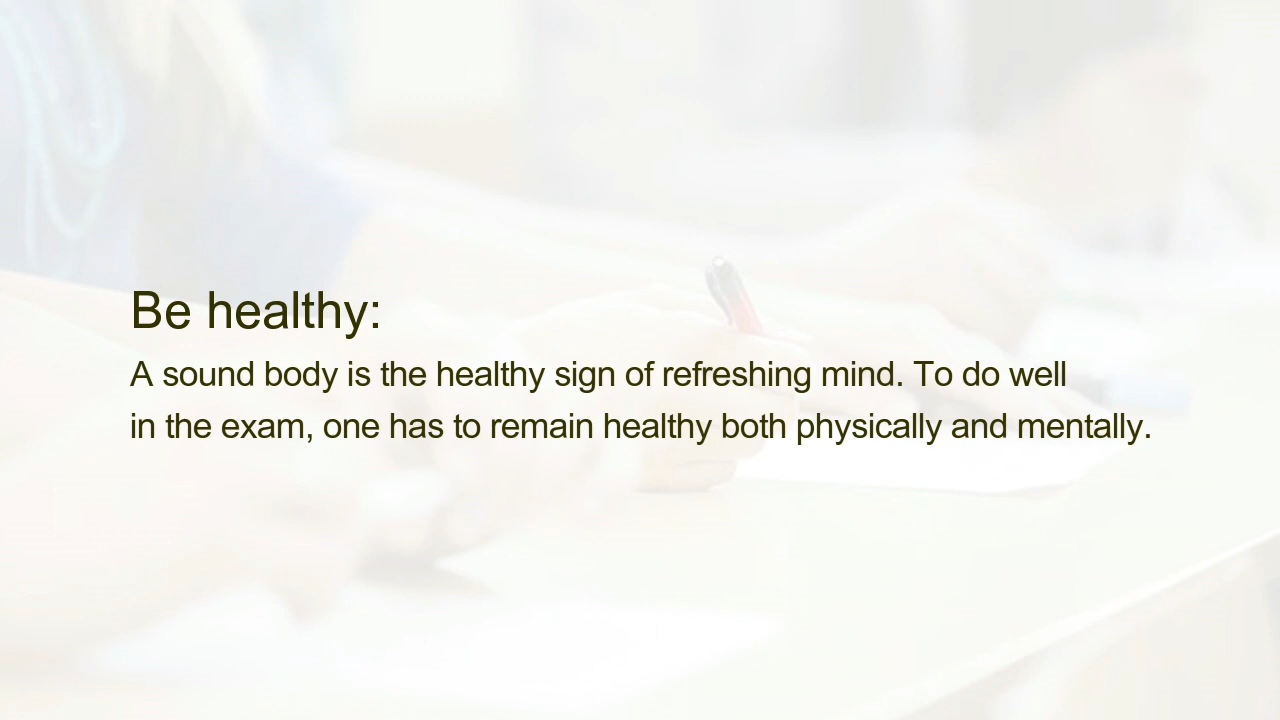 Be healthy:
A sound body is the healthy sign of refreshing mind. To do well
in the exam, one has to remain healthy both physically and mentally.